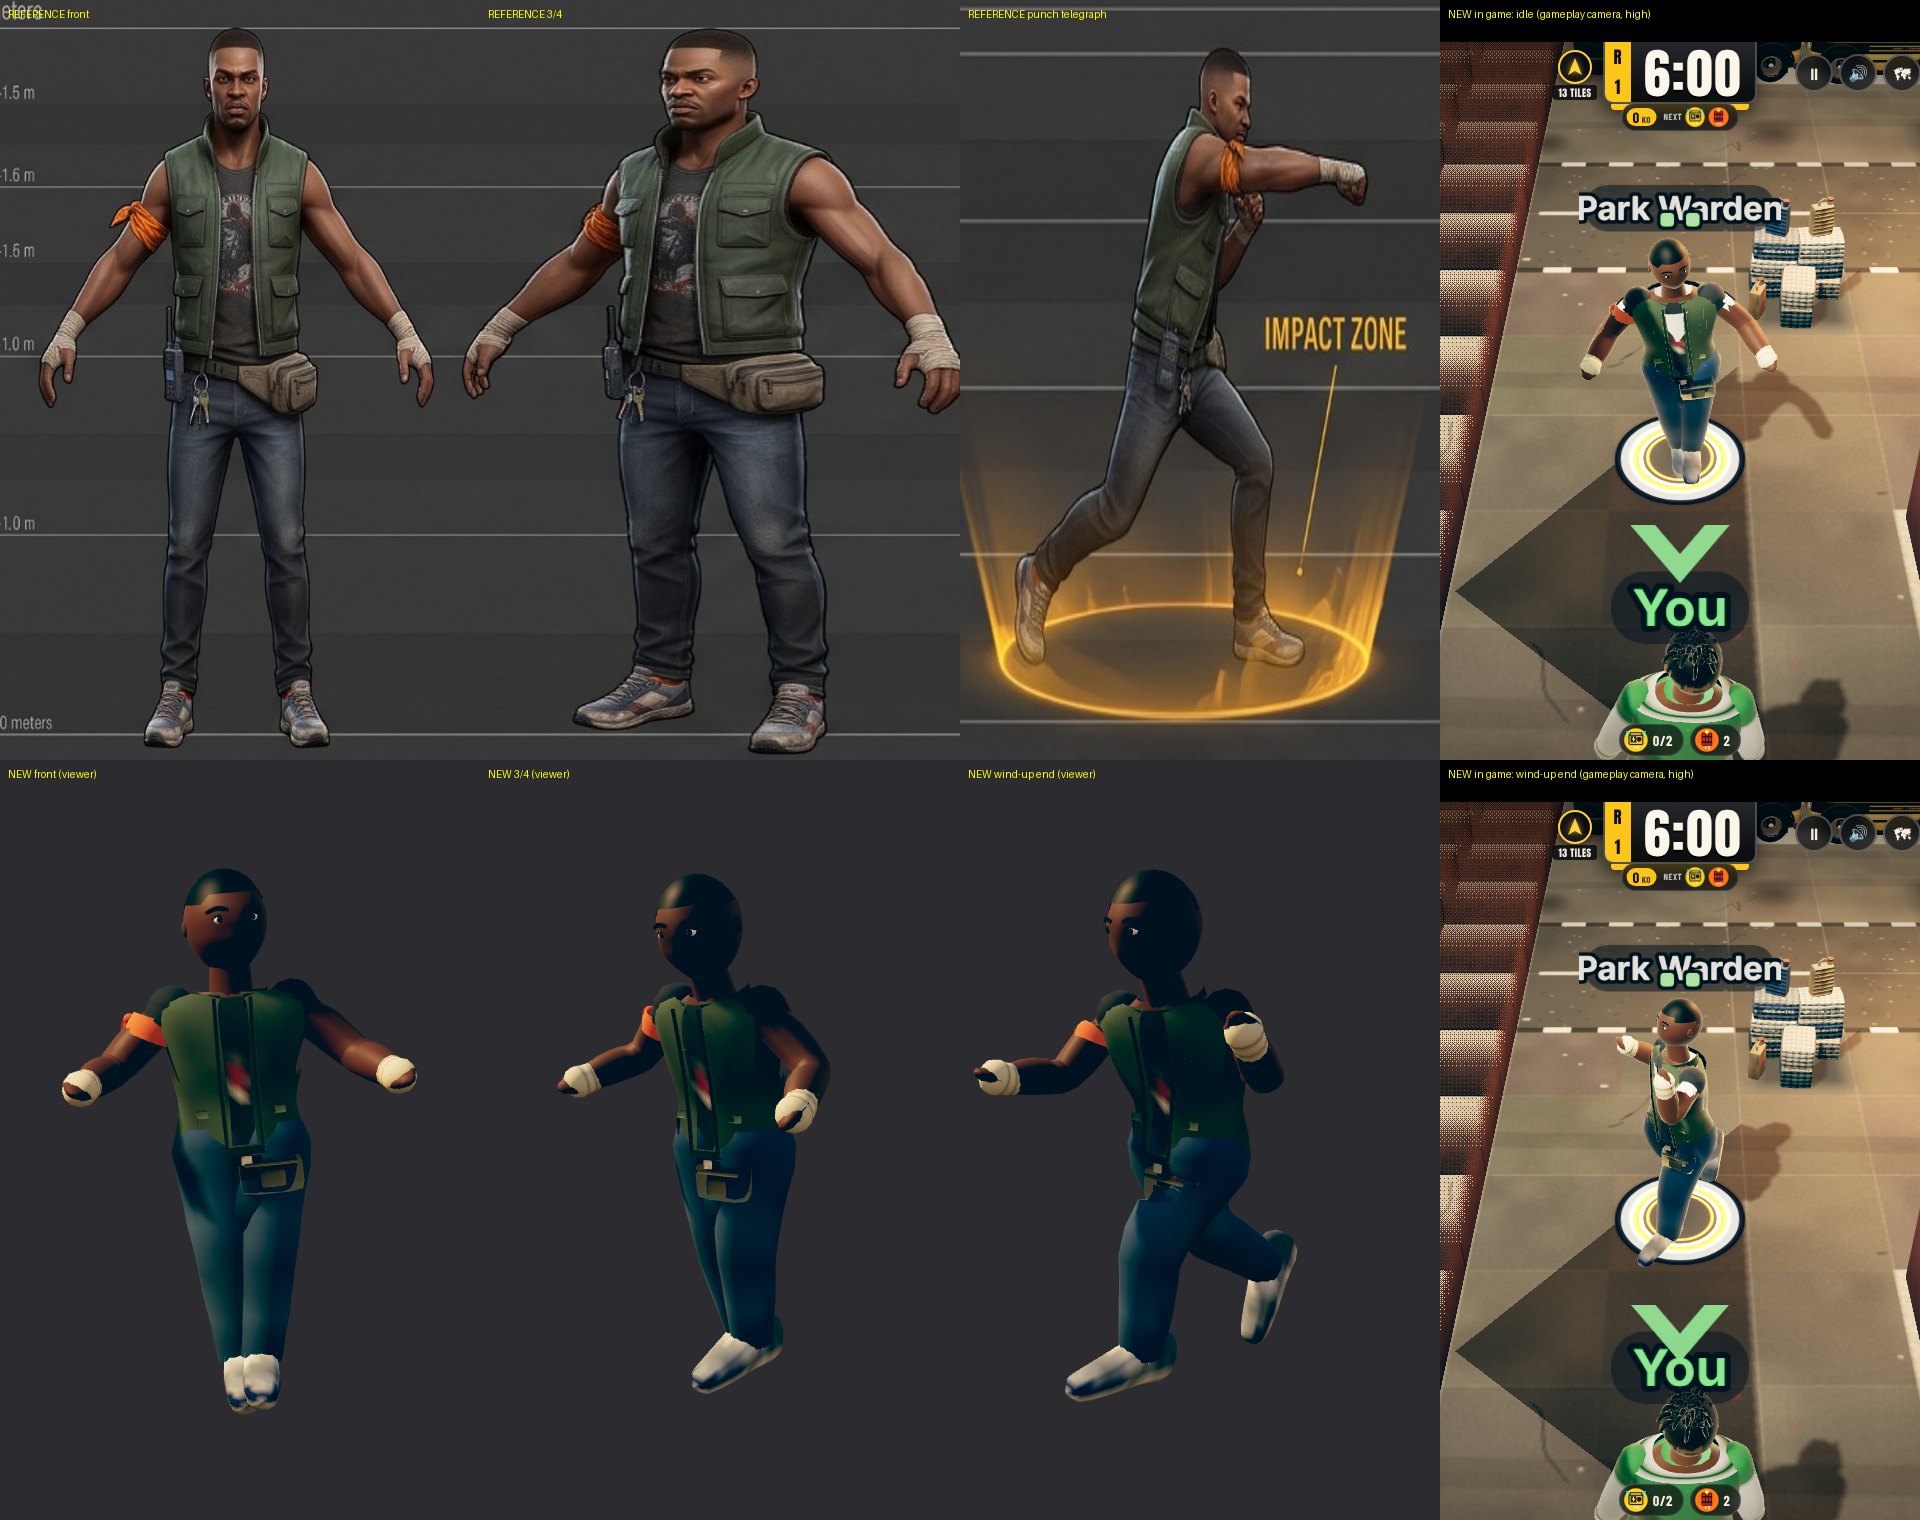 meters
REFERENCE front
REFERENCE 3/4
REFERENCE punch telegraph
NEW in game: idle (gameplay camera, high)
1.5 m
1.6 m
1.5 m
1.0 m
1.0 m
0 meters
IMPACT ZONE
R
1
6:00
13 TILES
0 KO NEXT
Park Warden
You
0/2
2
NEW front (viewer)
NEW 3/4 (viewer)
NEW wind-up end (viewer)
NEW in game: wind-up end (gameplay camera, high)
R
1
6:00
13 TILES
0 KO NEXT
Park Warden
You
0/2
2